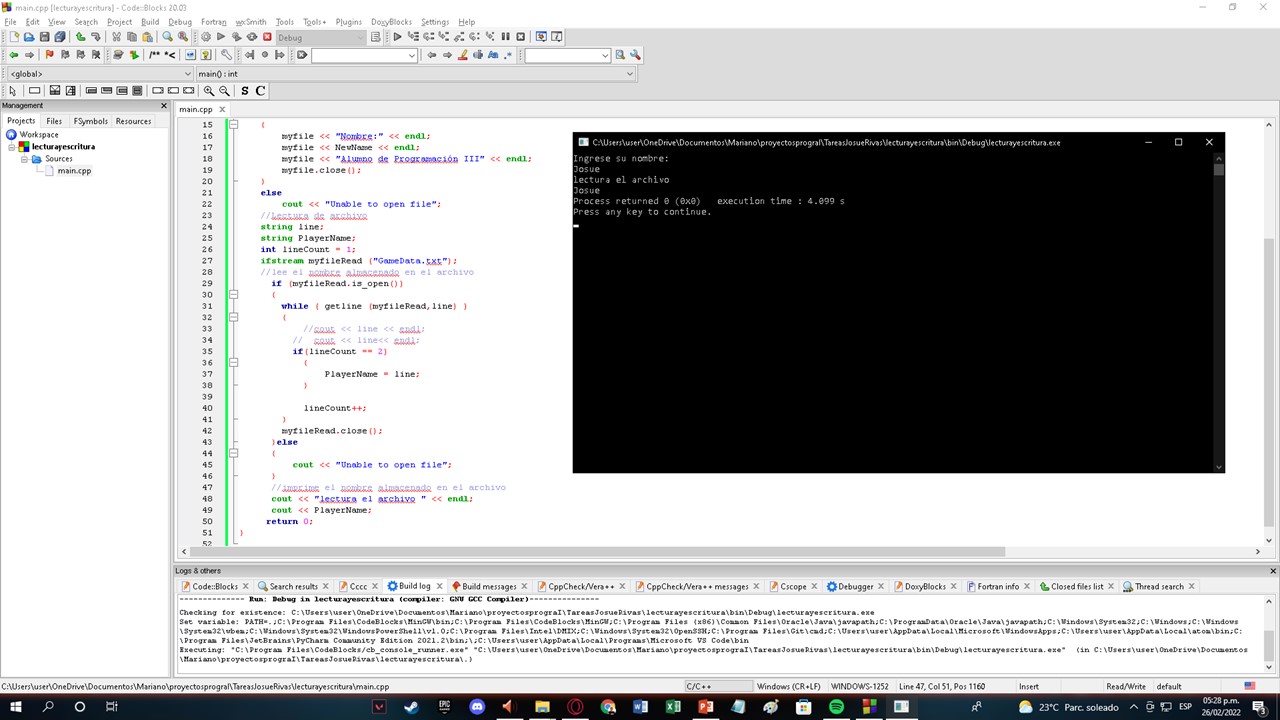 main.cpp [lecturayescritura] - Code::Blocks 20.03
File Edit View Search Project Build Debug Fortran wxSmith Tools Tools+ Plugins DoxyBlocks Settings Help
Debug
/** *<
<global> main() : int
S C
Management
Projects Files FSymbols Resources
Workspace
lecturayescritura
Sources
main.cpp
main.cpp
15 {
16 myfile << "Nombre:" << endl;
17 myfile << NewName << endl;
18 myfile << "Alumno de Programación III" << endl;
19 myfile.close();
20 }
21 else
22 cout << "Unable to open file";
23 //Lectura de archivo
24 string line;
25 string PlayerName;
26 int lineCount = 1;
27 ifstream myfileRead ("GameData.txt");
28 //lee el nombre almacenado en el archivo
29 if (myfileRead.is_open())
30 {
31 while ( getline (myfileRead,line) )
32 {
33 //cout << line << endl;
34 // cout << line<< endl;
35 if(lineCount == 2)
36 {
37 PlayerName = line;
38 }
39
40 lineCount++;
41 }
42 myfileRead.close();
43 }else
44 {
45 cout << "Unable to open file";
46 }
47 //imprime el nombre almacenado en el archivo
48 cout << "lectura el archivo " << endl;
49 cout << PlayerName;
50 return 0;
51 }
52
C:\Users\user\OneDrive\Documentos\Mariano\proyectosprograI\TareasJosueRivas\lecturayescritura\bin\Debug\lecturayescritura.exe
Ingrese su nombre:
Josue
lectura el archivo
Josue
Process returned 0 (0x0) execution time : 4.099 s
Press any key to continue.
Logs & others
Code::Blocks Search results Cccc Build log Build messages CppCheck/Vera++ CppCheck/Vera++ messages Cscope Debugger DoxyBlocks Fortran info Closed files list Thread search
-------------- Run: Debug in lecturayescritura (compiler: GNU GCC Compiler)---------------
Checking for existence: C:\Users\user\OneDrive\Documentos\Mariano\proyectosprograI\TareasJosueRivas\lecturayescritura\bin\Debug\lecturayescritura.exe
Set variable: PATH=.;C:\Program Files\CodeBlocks\MinGW\bin;C:\Program Files\CodeBlocks\MinGW;C:\Program Files (x86)\Common Files\Oracle\Java\javapath;C:\ProgramData\Oracle\Java\javapath;C:\Windows\System32;C:\Windows;C:\Windows
\System32\wbem;C:\Windows\System32\WindowsPowerShell\v1.0;C:\Program Files\Intel\DMIX;C:\Windows\System32\OpenSSH;C:\Program Files\Git\cmd;C:\Users\user\AppData\Local\Microsoft\WindowsApps;C:\Users\user\AppData\Local\atom\bin;C:
\Program Files\JetBrains\PyCharm Community Edition 2021.2\bin;\;C:\Users\user\AppData\Local\Programs\Microsoft VS Code\bin
Executing: "C:\Program Files\CodeBlocks/cb_console_runner.exe" "C:\Users\user\OneDrive\Documentos\Mariano\proyectosprograI\TareasJosueRivas\lecturayescritura\bin\Debug\lecturayescritura.exe" (in C:\Users\user\OneDrive\Documentos
\Mariano\proyectosprograI\TareasJosueRivas\lecturayescritura\.)
C:\Users\user\OneDrive\Documentos\Mariano\proyectosprograI\TareasJosueRivas\lecturayescritura\main.cpp C/C++ Windows (CR+LF) WINDOWS-1252 Line 47, Col 51, Pos 1160 Insert Read/Write default
23°C Parc. soleado ESP 05:28 p.m.
26/02/2022